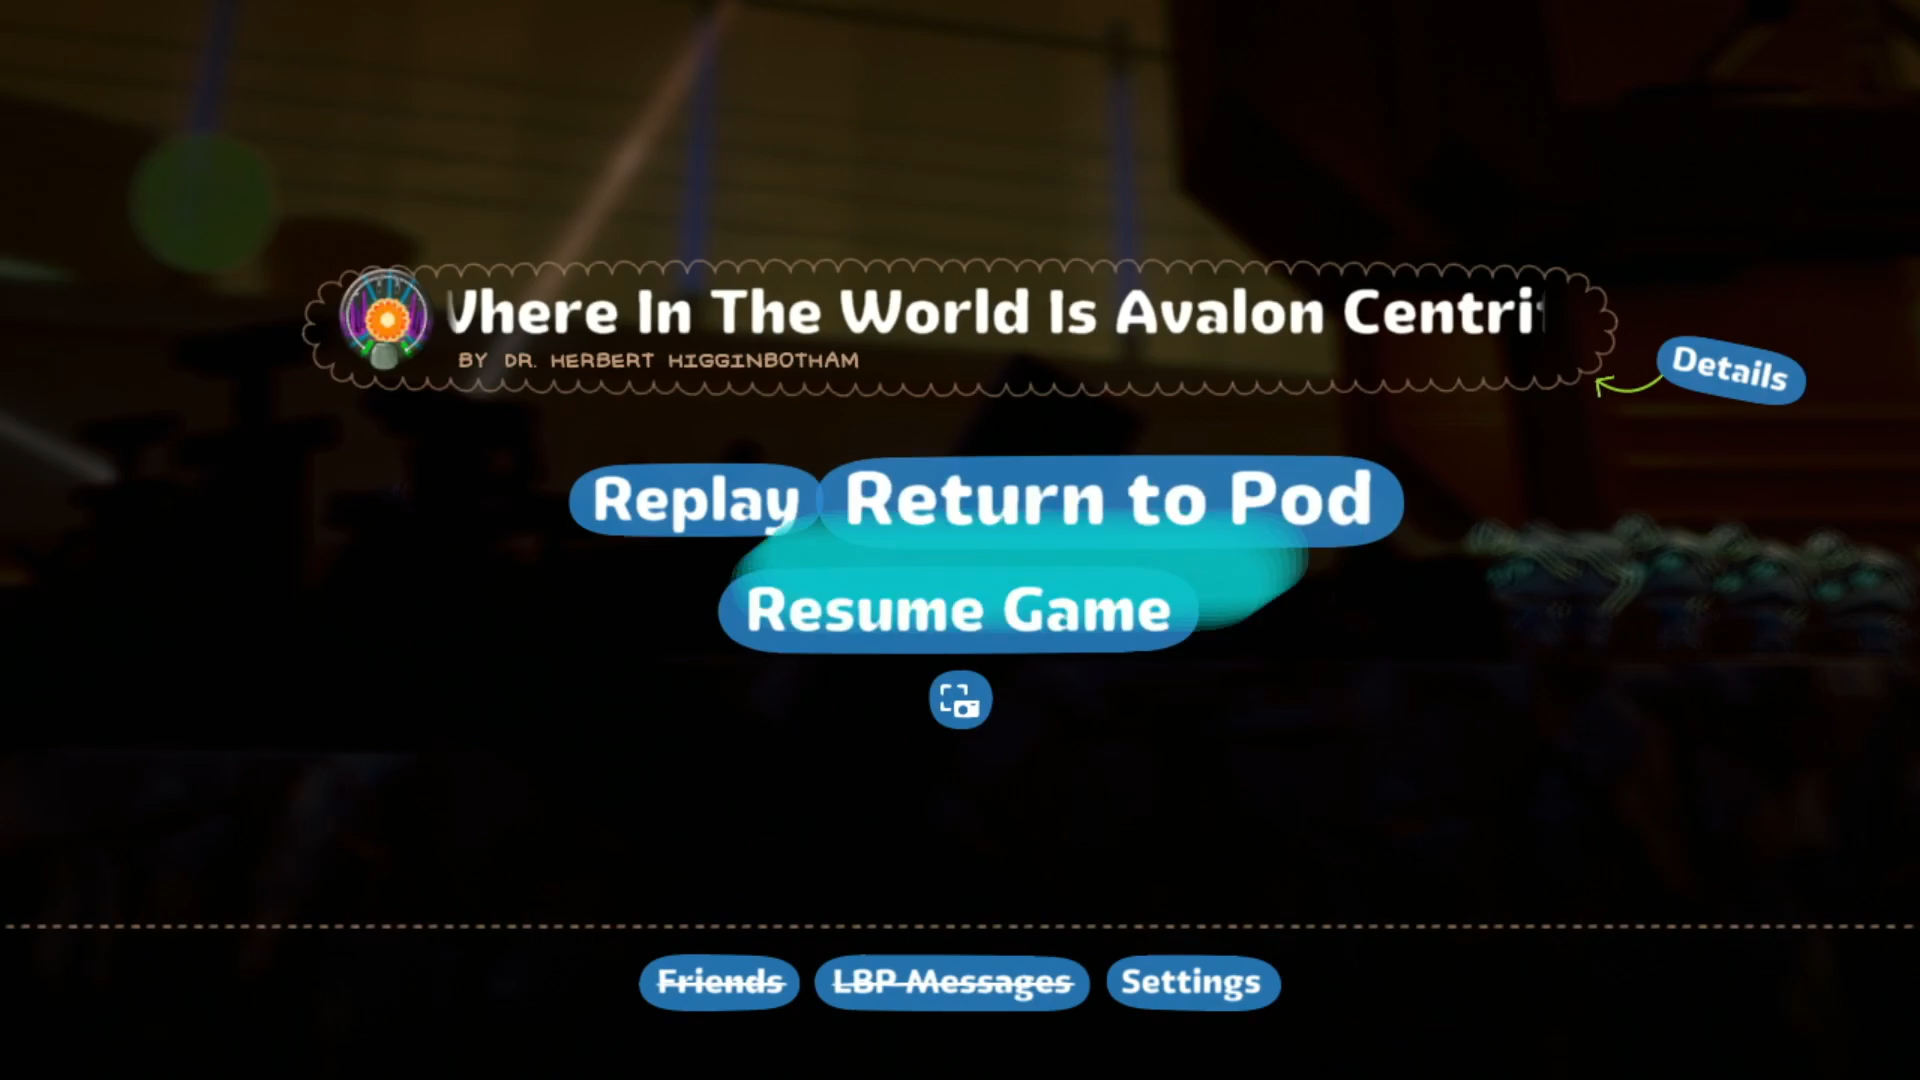 Where In The World Is Avalon Centri
BY DR. HERBERT HIGGINBOTHAM
Details
Replay
Return to Pod
Resume Game
Friends
LBP Messages
Settings